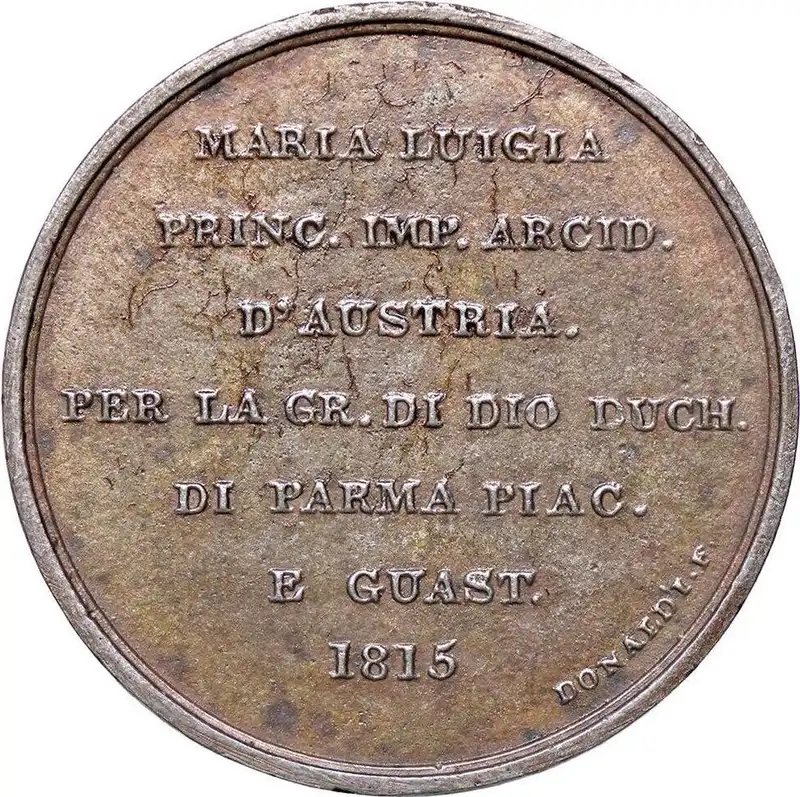 MARIA LUIGIA
PRINC. IMP. ARCID.
D'AUSTRIA.
PER LA GR. DI DIO DUCH.
DI PARMA PIAC.
E GUAST.
1815
DONALDI. F